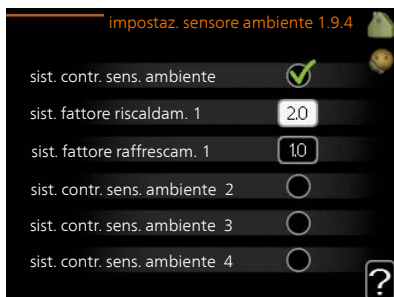 impostaz. sensore ambiente 1.9.4
sist. contr. sens. ambiente
sist. fattore riscaldam. 1 2.0
sist. fattore raffrescam. 1 1.0
sist. contr. sens. ambiente 2
sist. contr. sens. ambiente 3
sist. contr. sens. ambiente 4
?